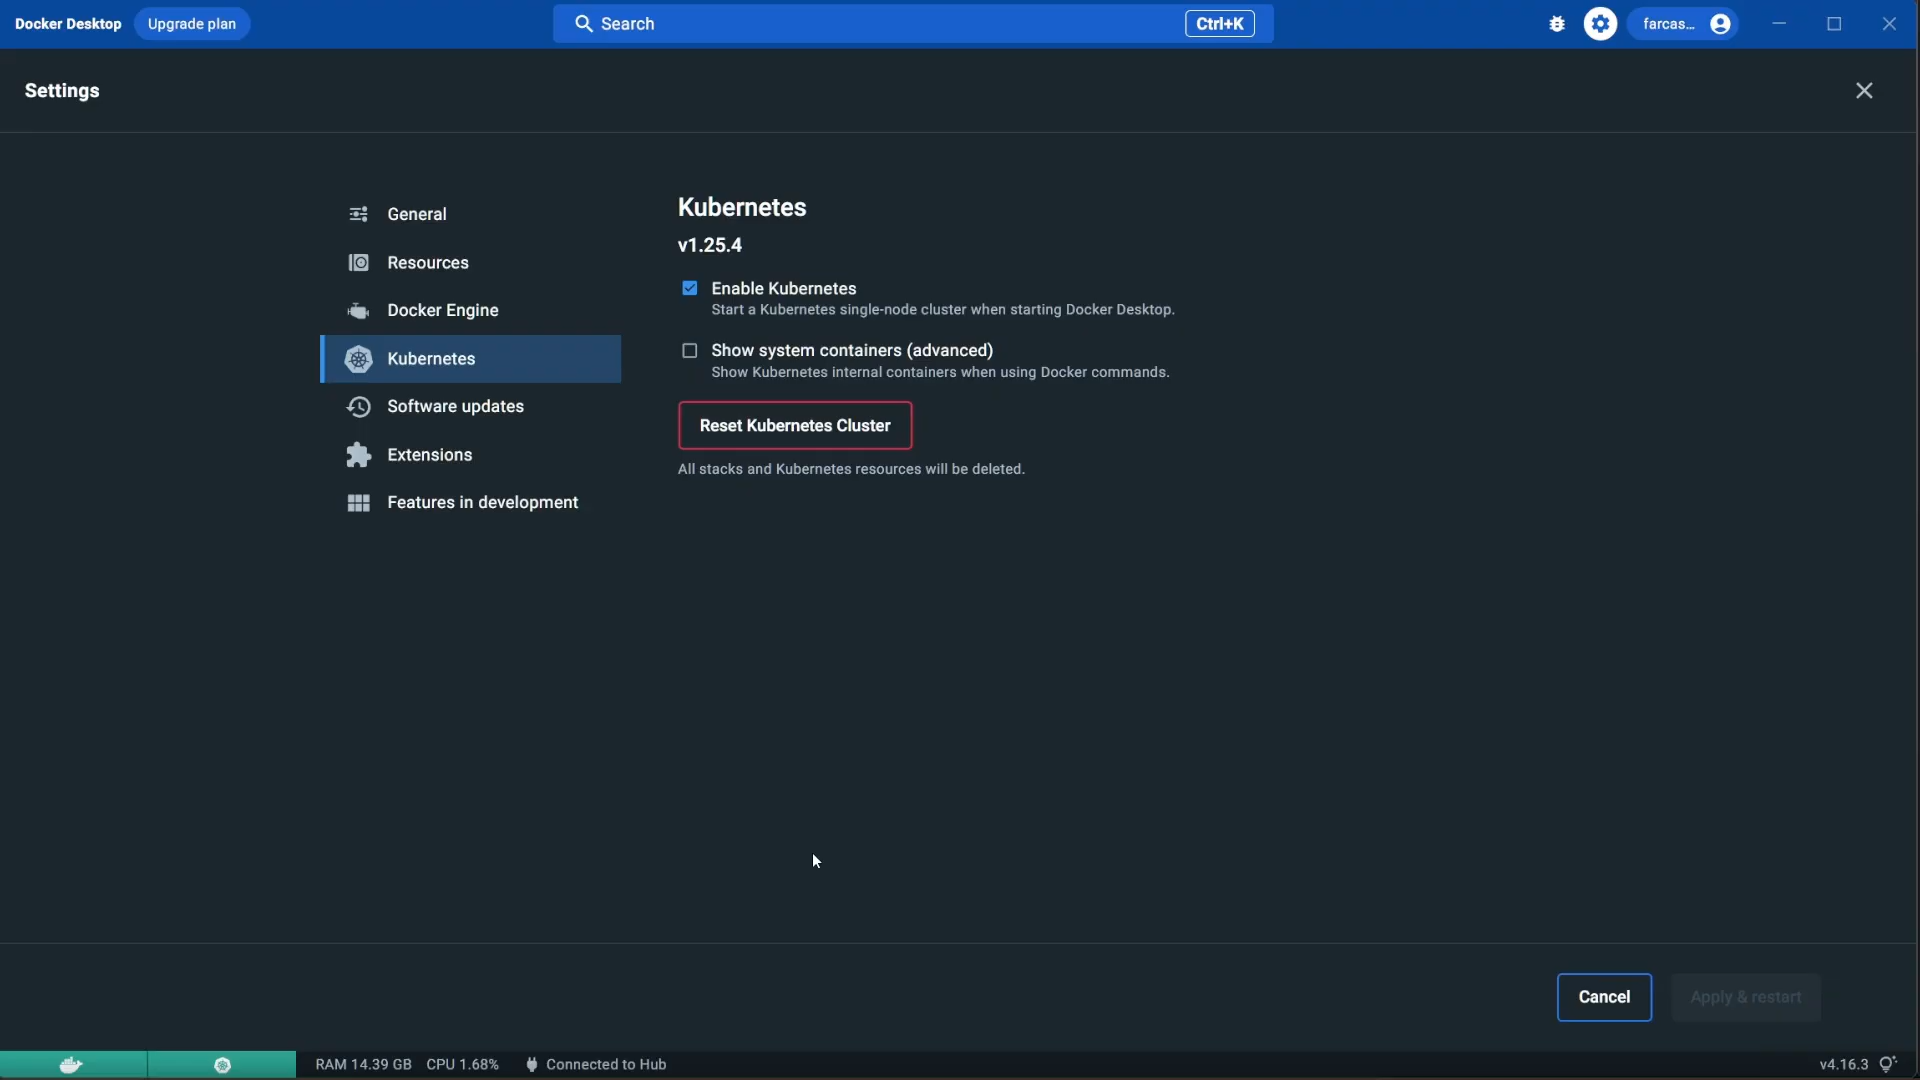 Docker Desktop
Upgrade plan
Search
Ctrl+K
farcas...
Settings
General
Resources
Docker Engine
Kubernetes
Software updates
Extensions
Features in development
Kubernetes
v1.25.4
Enable Kubernetes
Start a Kubernetes single-node cluster when starting Docker Desktop.
Show system containers (advanced)
Show Kubernetes internal containers when using Docker commands.
Reset Kubernetes Cluster
All stacks and Kubernetes resources will be deleted.
Cancel
Apply & restart
RAM 14.39 GB CPU 1.68% Connected to Hub
v4.16.3